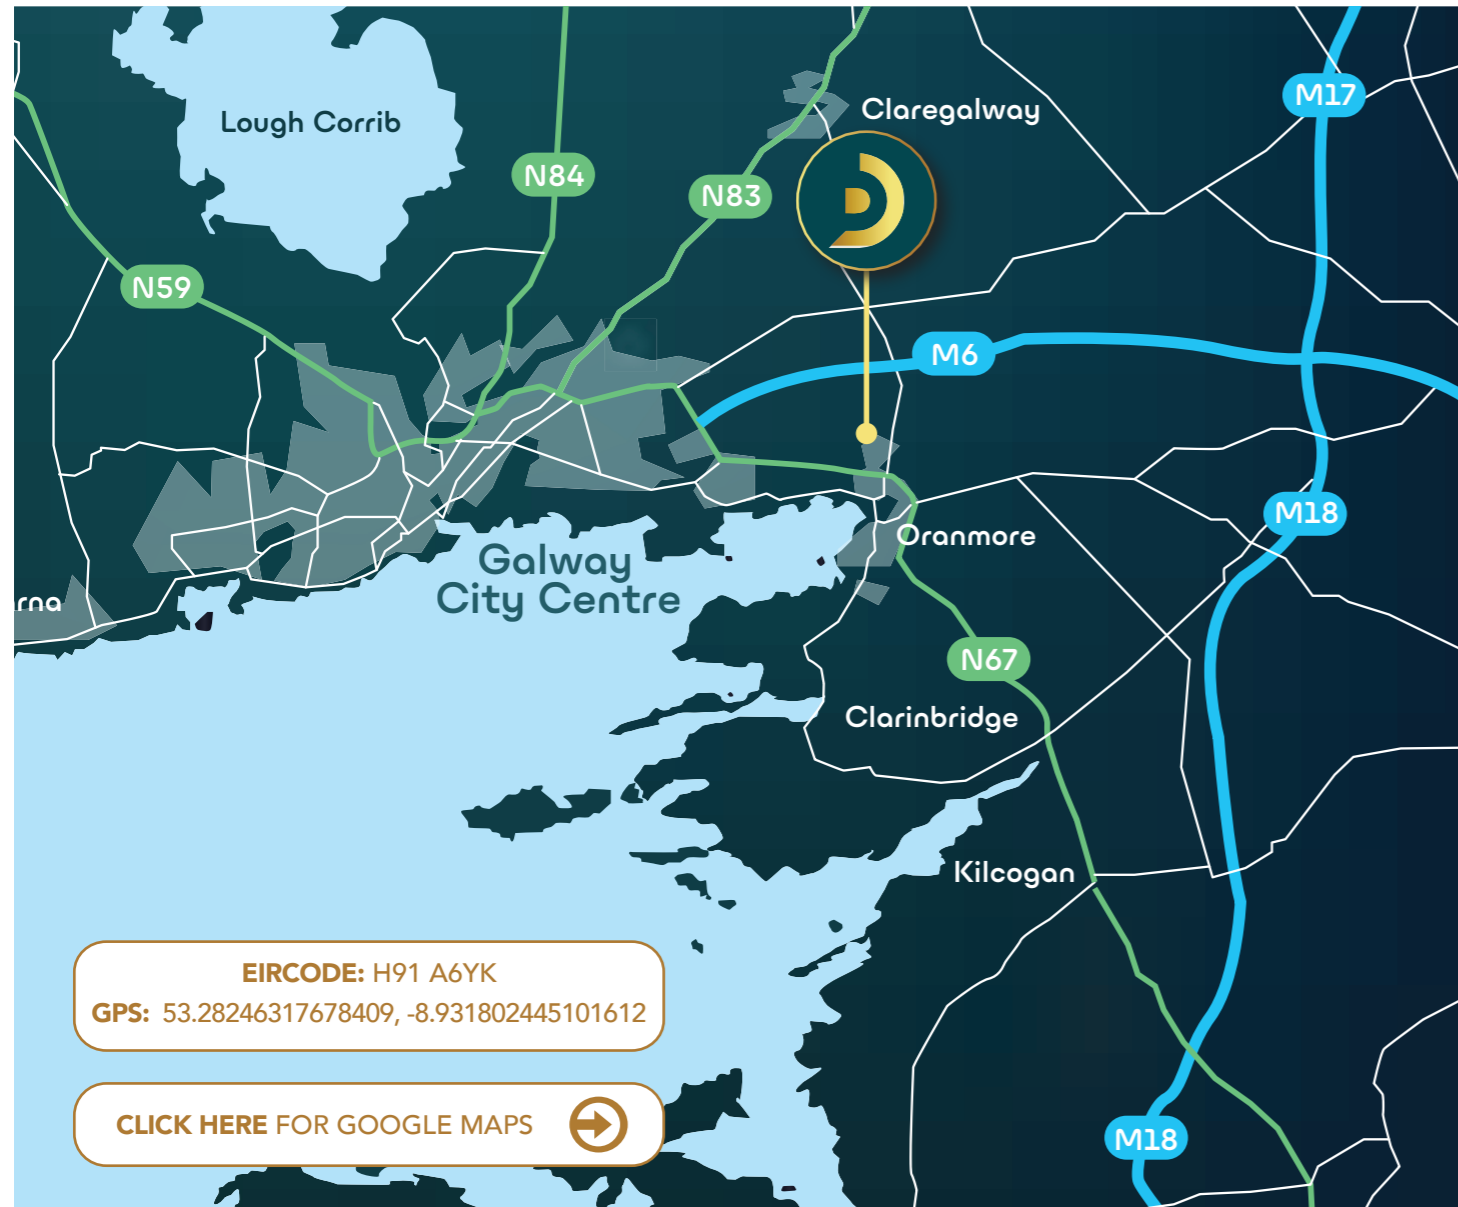 M17
Claregalway
Lough Corrib
N84
N83
N59
M6
M18
Oranmore
Galway
City Centre
rna
N67
Clarinbridge
Kilcogan
EIRCODE: H91 A6YK
GPS: 53.28246317678409, -8.931802445101612
CLICK HERE FOR GOOGLE MAPS
M18